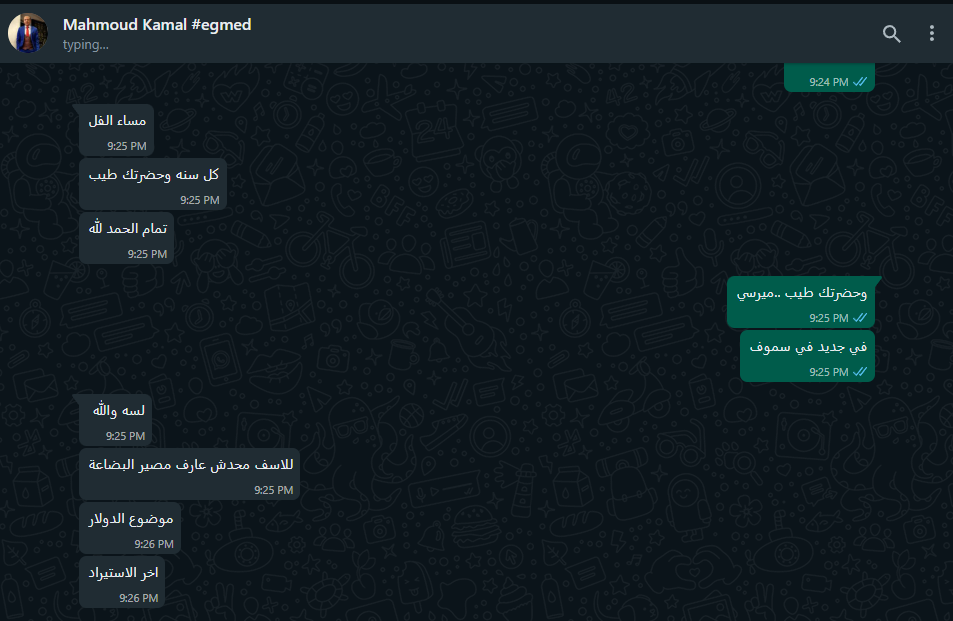 Mahmoud Kamal #egmed
typing...
9:24 PM
مساء الفل
9:25 PM
كل سنه وحضرتك طيب
9:25 PM
تمام الحمد لله
9:25 PM
وحضرتك طيب ..ميرسي
9:25 PM
في جديد في سموف
9:25 PM
لسه والله
9:25 PM
للاسف محدش عارف مصير البضاعة
9:25 PM
موضوع الدولار
9:26 PM
اخر الاستيراد
9:26 PM